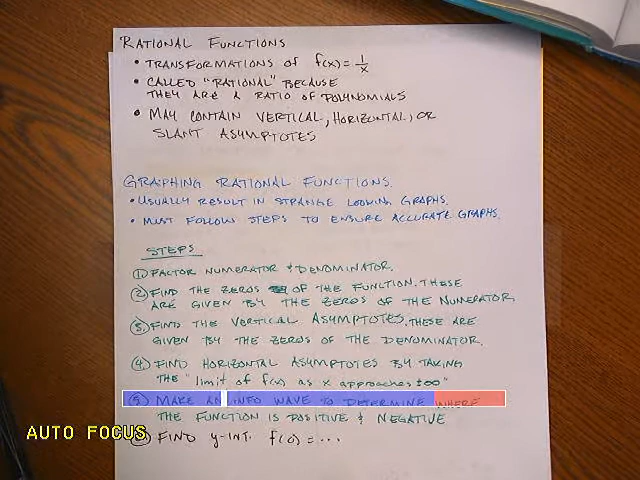 RATIONAL FUNCTIONS
• TRANSFORMATIONS OF f(x) = 1/x
• CALLED "RATIONAL" BECAUSE
THEY ARE A RATIO OF POLYNOMIALS
• MAY CONTAIN VERTICAL, HORIZONTAL, OR
SLANT ASYMPTOTES
GRAPHING RATIONAL FUNCTIONS
• USUALLY RESULT IN STRANGE LOOKING GRAPHS.
• MUST FOLLOW STEPS TO ENSURE ACCURATE GRAPHS.
STEPS
① FACTOR NUMERATOR & DENOMINATOR.
② FIND THE ZEROS OF THE FUNCTION. THESE
ARE GIVEN BY THE ZEROS OF THE NUMERATOR
③ FIND THE VERTICAL ASYMPTOTES. THESE ARE
GIVEN BY THE ZEROS OF THE DENOMINATOR.
④ FIND HORIZONTAL ASYMPTOTES BY TAKING
THE "limit of f(x) as x approaches ±∞"
⑤ MAKE AN INFO WAVE TO DETERMINE WHERE
THE FUNCTION IS POSITIVE & NEGATIVE
AUTO FOCUS
FIND y-INT. f(0) = ...